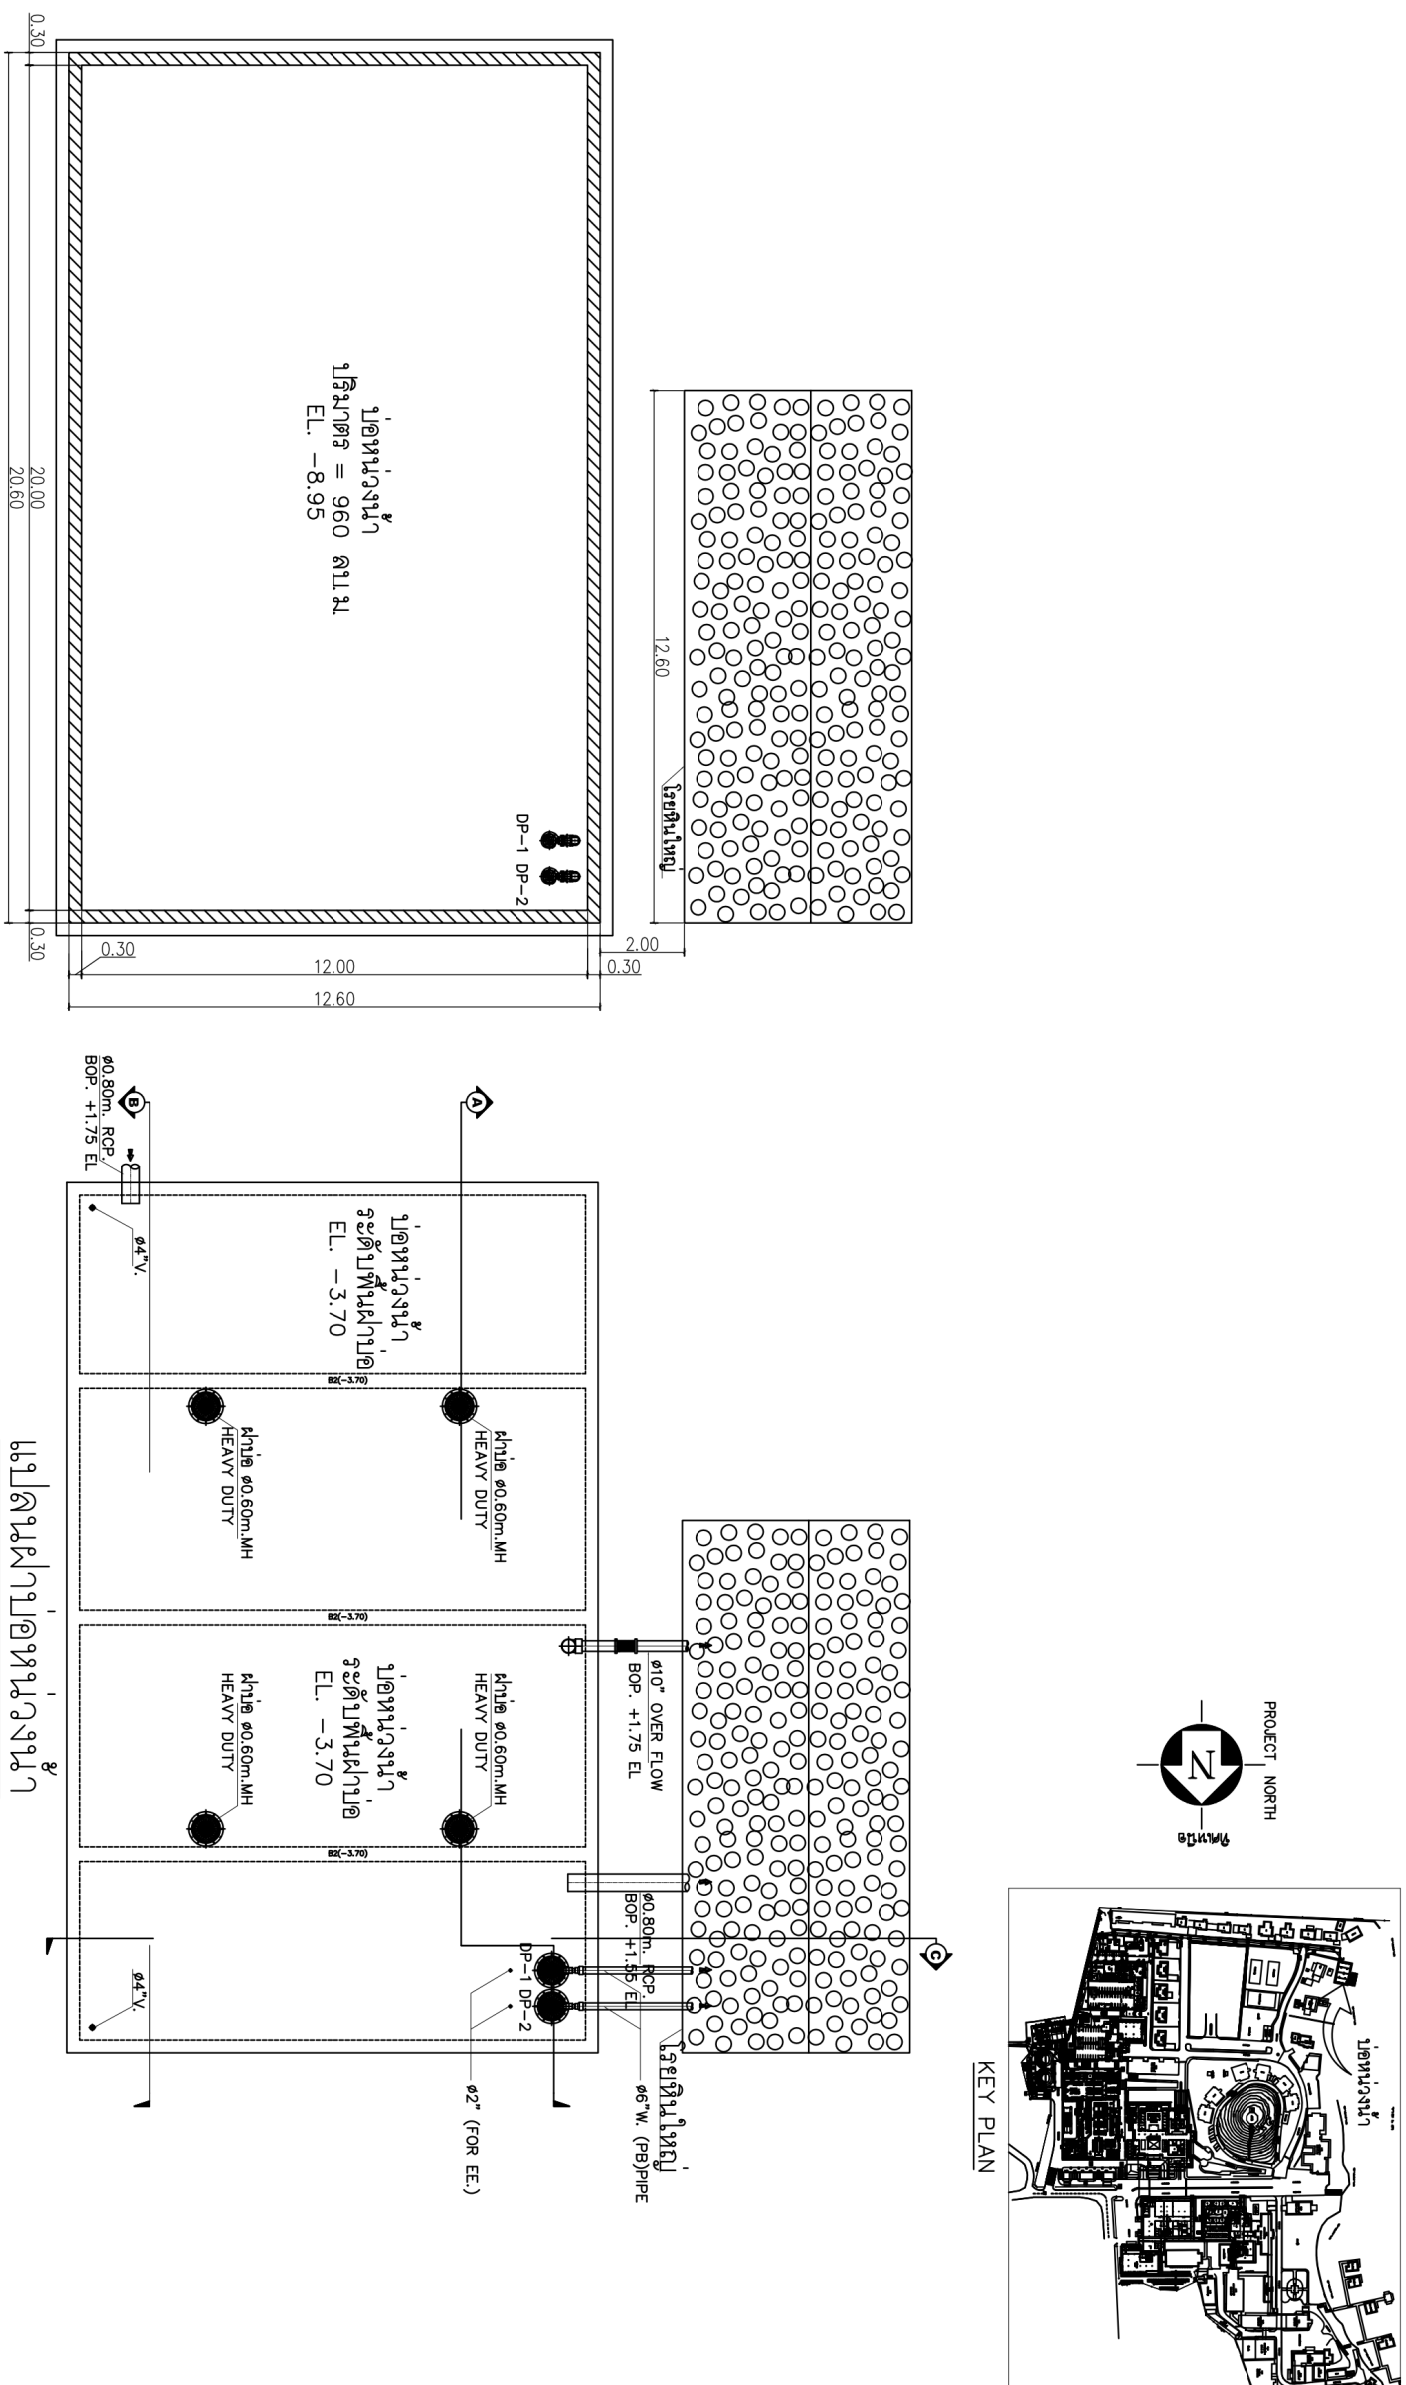 0.30
20.00
20.60
0.30
บ่อหน่วงน้ำ
ปริมาตร = 960 ลบ.ม.
EL. -8.95
DP-1 DP-2
12.60
โรยหินใหญ่
0.30
12.00
0.30
12.60
2.00
ø0.80m. RCP.
BOP. +1.75 EL
B
A
ø4"V.
บ่อหน่วงน้ำ
ระดับพื้นฝาบ่อ
EL. -3.70
B2(-3.70)
ฝาบ่อ ø0.60m.MH
HEAVY DUTY
ฝาบ่อ ø0.60m.MH
HEAVY DUTY
B2(-3.70)
บ่อหน่วงน้ำ
ระดับพื้นฝาบ่อ
EL. -3.70
ฝาบ่อ ø0.60m.MH
HEAVY DUTY
ฝาบ่อ ø0.60m.MH
HEAVY DUTY
B2(-3.70)
ø10" OVER FLOW
BOP. +1.75 EL
ø0.80m. RCP.
BOP. +1.55 EL
C
DP-1 DP-2
ø4"V.
โรยหินใหญ่
ø6"W. (PB)PIPE
ø2" (FOR EE.)
แปลนฝาบ่อหน่วงน้ำ
PROJECT NORTH
N
ทิศเหนือ
บ่อหน่วงน้ำ
KEY PLAN